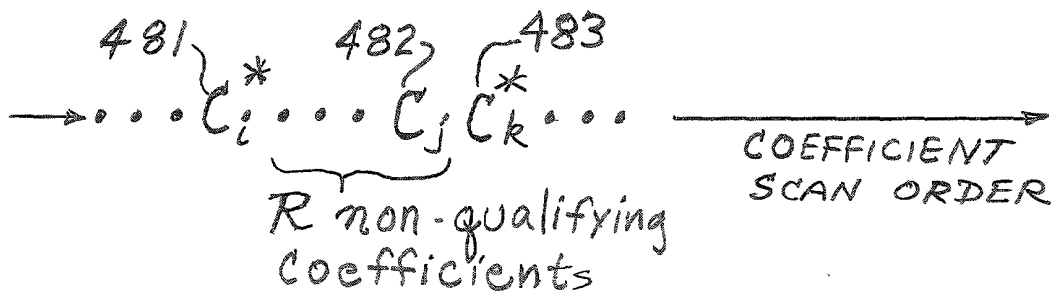 481 482 483
···C*ᵢ····Cⱼ C*ₖ···
COEFFICIENT
SCAN ORDER
R non-qualifying
coefficients